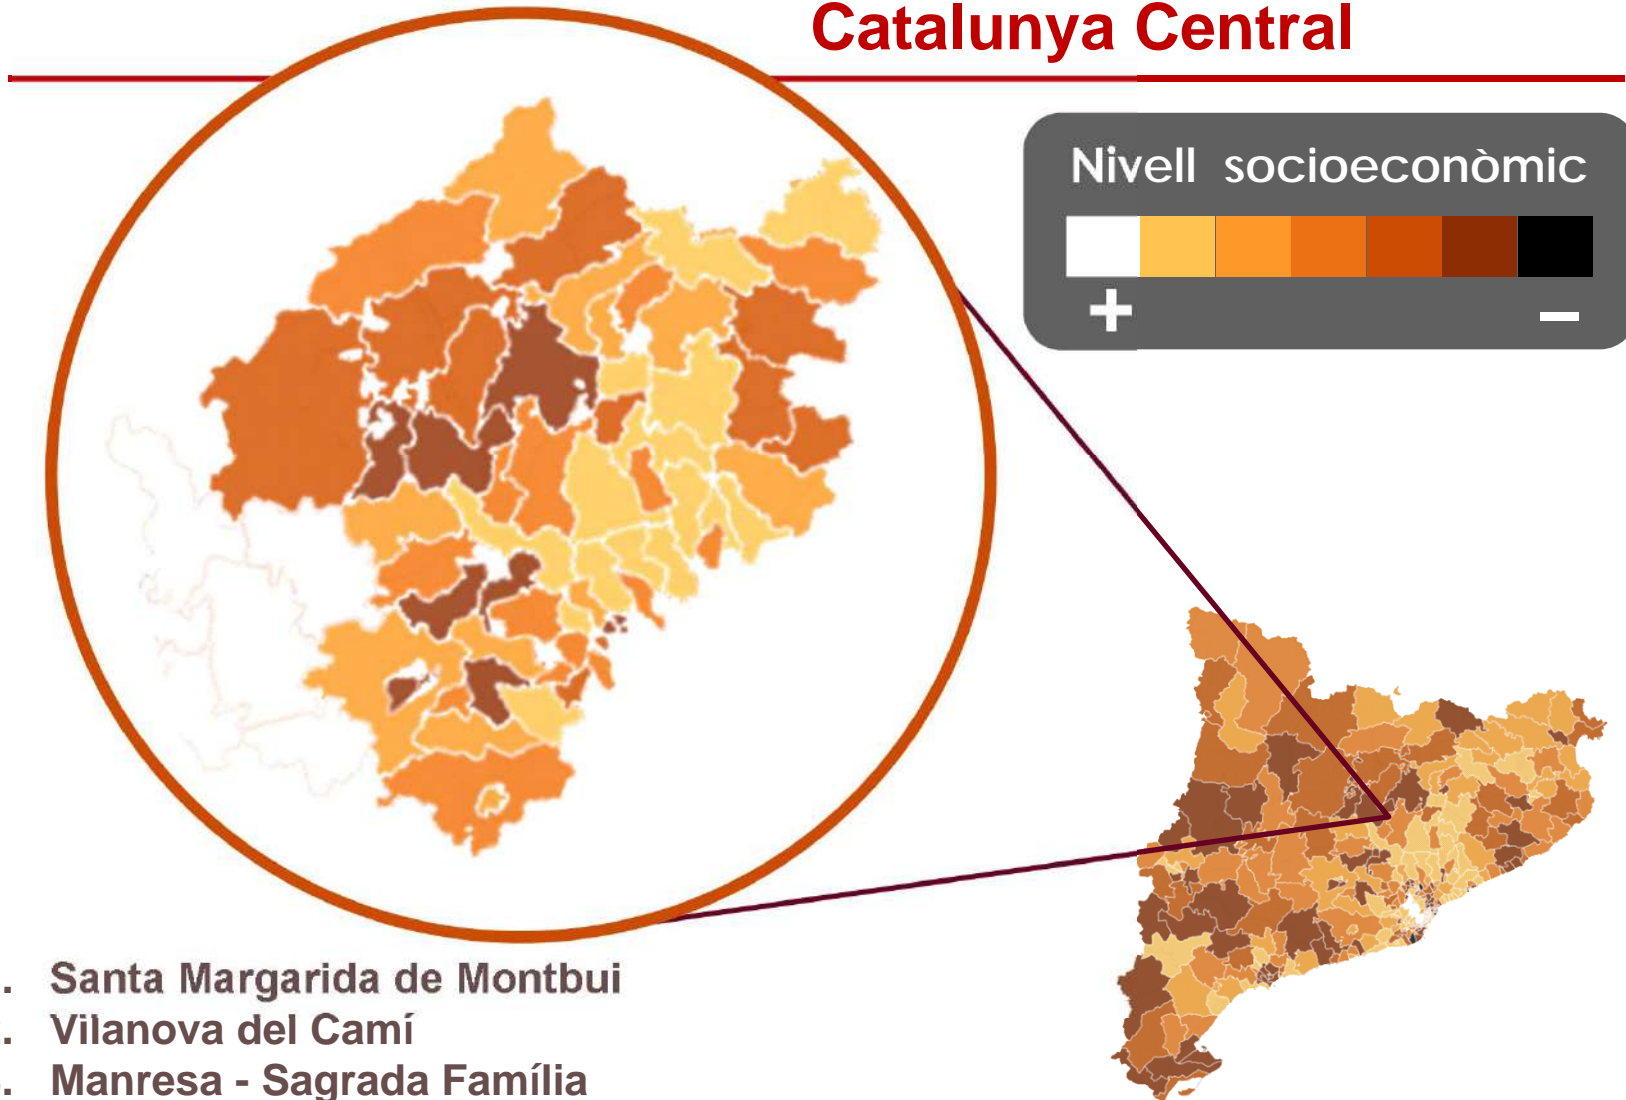 Catalunya Central
Nivell socioeconòmic
+
–
. Santa Margarida de Montbui
. Vilanova del Camí
. Manresa - Sagrada Família